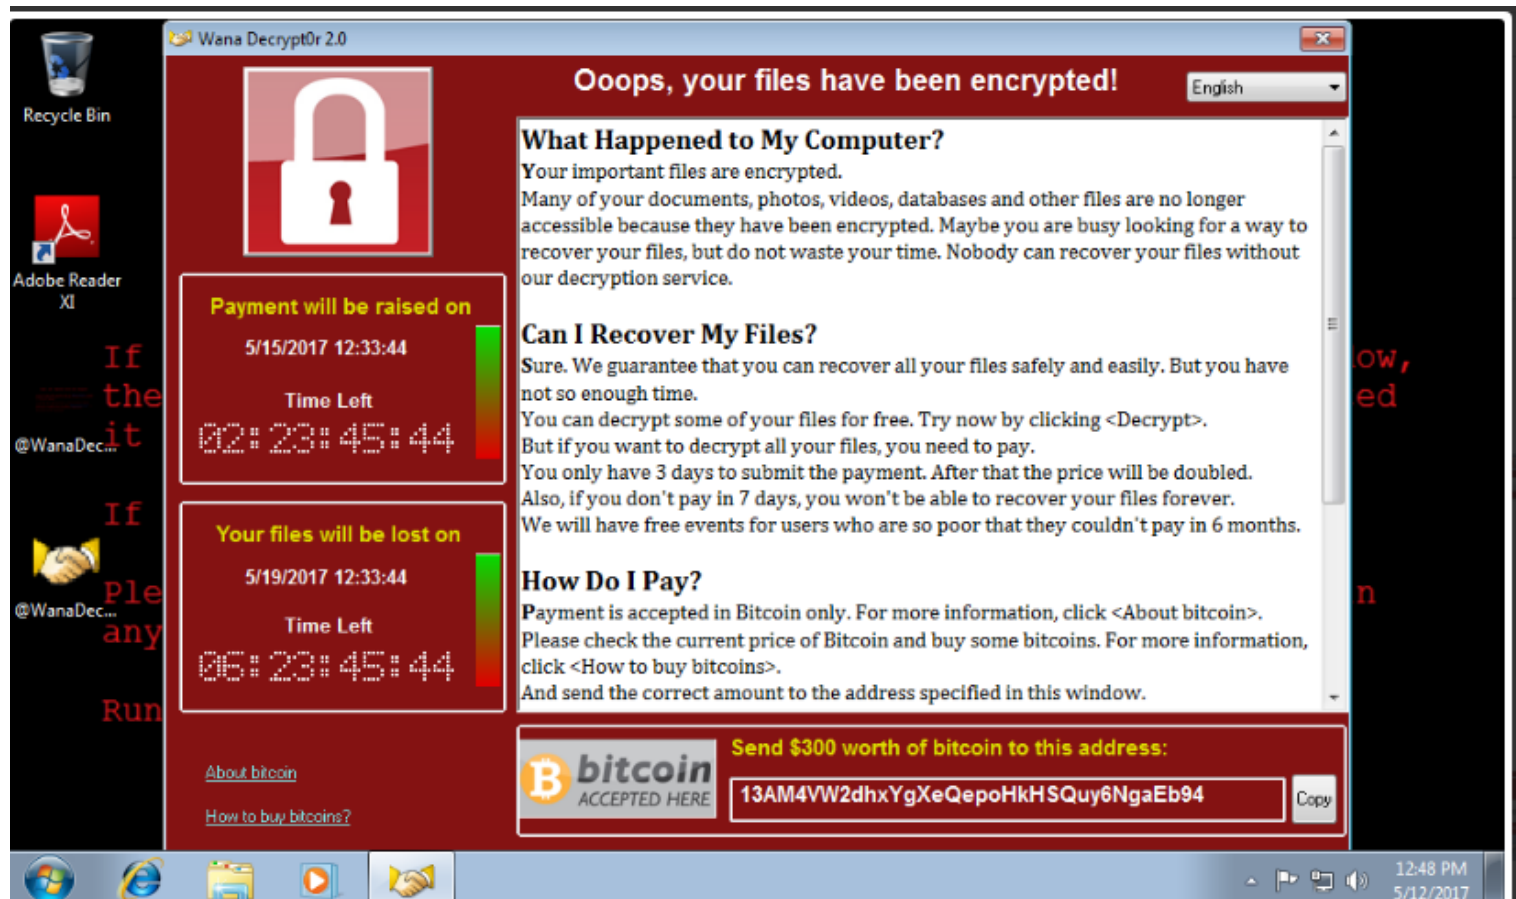 Wana Decrypt0r 2.0
Recycle Bin
Adobe Reader
XI
@WanaDec...
@WanaDec...
If
the
it
If
Ple
any
Run
ow,
ed
n
Ooops, your files have been encrypted!
English
Payment will be raised on
5/15/2017 12:33:44
Time Left
02:23:45:44
Your files will be lost on
5/19/2017 12:33:44
Time Left
06:23:45:44
About bitcoin
How to buy bitcoins?
What Happened to My Computer?
Your important files are encrypted.
Many of your documents, photos, videos, databases and other files are no longer
accessible because they have been encrypted. Maybe you are busy looking for a way to
recover your files, but do not waste your time. Nobody can recover your files without
our decryption service.
Can I Recover My Files?
Sure. We guarantee that you can recover all your files safely and easily. But you have
not so enough time.
You can decrypt some of your files for free. Try now by clicking <Decrypt>.
But if you want to decrypt all your files, you need to pay.
You only have 3 days to submit the payment. After that the price will be doubled.
Also, if you don't pay in 7 days, you won't be able to recover your files forever.
We will have free events for users who are so poor that they couldn't pay in 6 months.
How Do I Pay?
Payment is accepted in Bitcoin only. For more information, click <About bitcoin>.
Please check the current price of Bitcoin and buy some bitcoins. For more information,
click <How to buy bitcoins>.
And send the correct amount to the address specified in this window.
bitcoin
ACCEPTED HERE
Send $300 worth of bitcoin to this address:
13AM4VW2dhxYgXeQepoHkHSQuy6NgaEb94
Copy
12:48 PM
5/12/2017